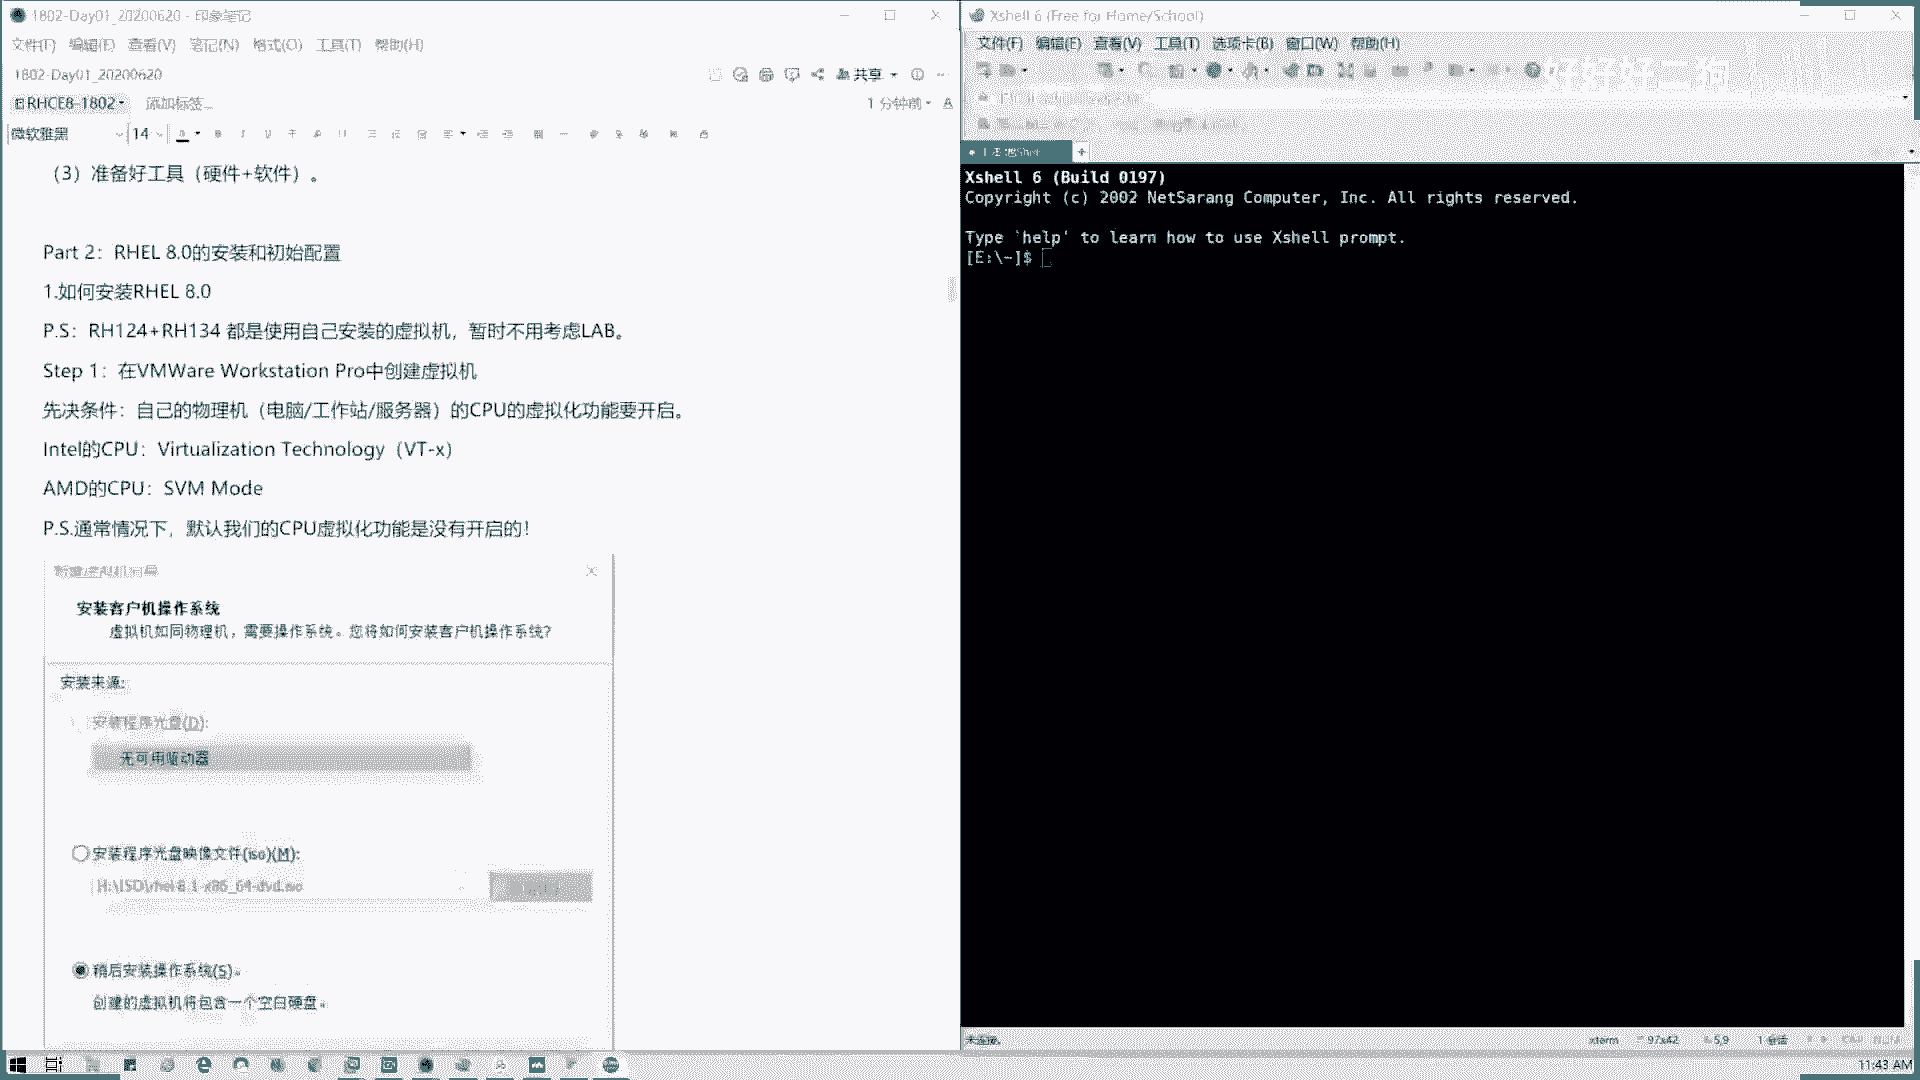 1802-Day01_20200620 - 印象笔记
文件(F) 编辑(E) 查看(V) 笔记(N) 格式(O) 工具(T) 帮助(H)
1802-Day01_20200620
共享
RHCE8-1802 添加标签...
1 分钟前
微软雅黑 14
（3）准备好工具（硬件+软件）。
Part 2：RHEL 8.0的安装和初始配置
1.如何安装RHEL 8.0
P.S：RH124+RH134 都是使用自己安装的虚拟机，暂时不用考虑LAB。
Step 1：在VMWare Workstation Pro中创建虚拟机
先决条件：自己的物理机（电脑/工作站/服务器）的CPU的虚拟化功能要开启。
Intel的CPU：Virtualization Technology（VT-x）
AMD的CPU：SVM Mode
P.S.通常情况下，默认我们的CPU虚拟化功能是没有开启的！
新建虚拟机向导
安装客户机操作系统
虚拟机如同物理机，需要操作系统。您将如何安装客户机操作系统?
安装来源:
安装程序光盘(D):
无可用驱动器
安装程序光盘映像文件(iso)(M):
H:\ISO\rhel-8.1-x86_64-dvd.iso
稍后安装操作系统(S)。
创建的虚拟机将包含一个空白硬盘。
Xshell 6 (Free for Home/School)
文件(F) 编辑(E) 查看(V) 工具(T) 选项卡(B) 窗口(W) 帮助(H)
好好好二狗
Xshell 6 (Build 0197)
Copyright (c) 2002 NetSarang Computer, Inc. All rights reserved.
Type `help' to learn how to use Xshell prompt.
[E:\~]$
未连接。
xterm 97x42 5,9 1 会话
11:43 AM